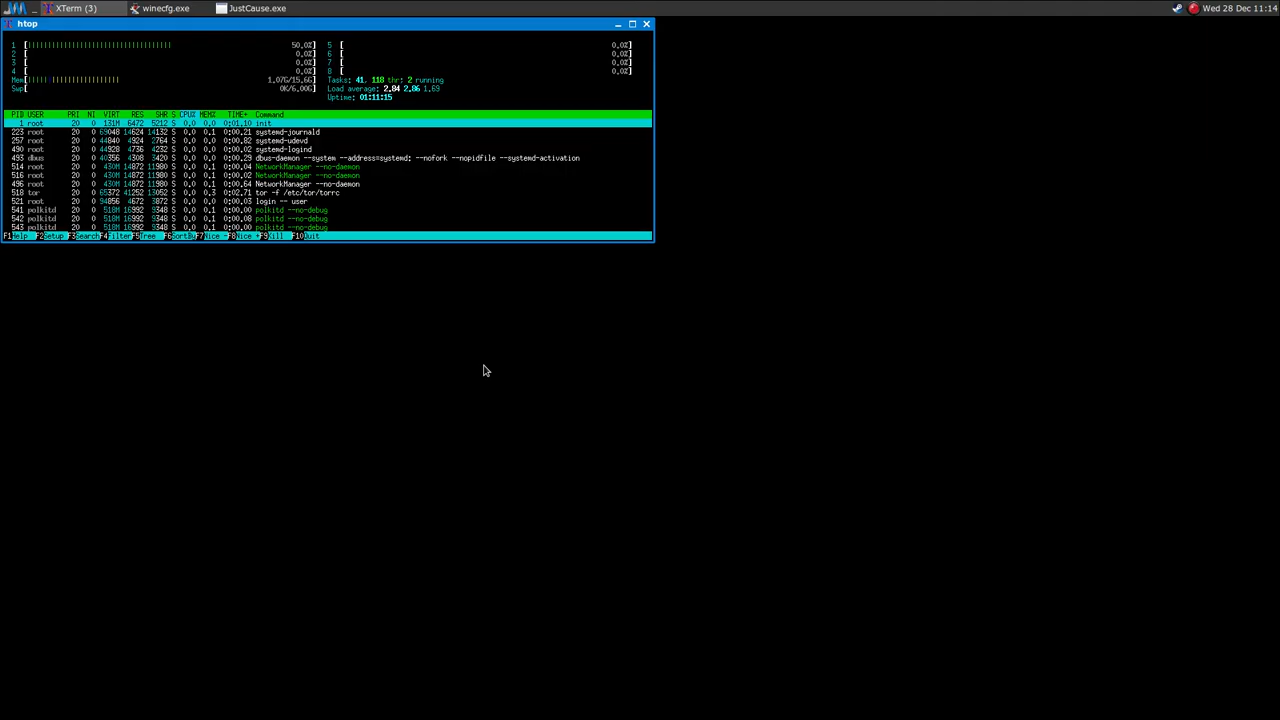 XTerm (3) winecfg.exe JustCause.exe Wed 28 Dec 11:14
htop
1 [|||||||||||||||||||||||||||||||||||| 50.0%] 5 [ 0.0%]
2 [ 0.0%] 6 [ 0.0%]
3 [ 0.0%] 7 [ 0.0%]
4 [ 0.0%] 8 [ 0.0%]
Mem[||||||||||||||||||||||| 1.07G/15.6G] Tasks: 41, 118 thr; 2 running
Swp[ 0K/6.00G] Load average: 2.84 2.86 1.69
Uptime: 01:11:15
PID USER PRI NI VIRT RES SHR S CPU% MEM% TIME+ Command
1 root 20 0 131M 6472 5212 S 0.0 0.0 0:01.10 init
223 root 20 0 69048 14624 14132 S 0.0 0.1 0:00.21 systemd-journald
257 root 20 0 44840 4924 2764 S 0.0 0.0 0:00.82 systemd-udevd
490 root 20 0 44928 4736 4232 S 0.0 0.0 0:00.02 systemd-logind
493 dbus 20 0 40356 4308 3420 S 0.0 0.0 0:00.29 dbus-daemon --system --address=systemd: --nofork --nopidfile --systemd-activation
514 root 20 0 430M 14872 11980 S 0.0 0.1 0:00.04 NetworkManager --no-daemon
516 root 20 0 430M 14872 11980 S 0.0 0.1 0:00.00 NetworkManager --no-daemon
496 root 20 0 430M 14872 11980 S 0.0 0.1 0:00.64 NetworkManager --no-daemon
518 tor 20 0 65372 41252 13052 S 0.0 0.3 0:02.71 tor -f /etc/tor/torrc
521 root 20 0 94856 4672 3872 S 0.0 0.0 0:00.03 login -- user
541 polkitd 20 0 518M 16992 9348 S 0.0 0.1 0:00.00 polkitd --no-debug
542 polkitd 20 0 518M 16992 9348 S 0.0 0.1 0:00.08 polkitd --no-debug
543 polkitd 20 0 518M 16992 9348 S 0.0 0.1 0:00.00 polkitd --no-debug
F1Help F2Setup F3SearchF4FilterF5Tree F6SortByF7Nice -F8Nice +F9Kill F10Quit